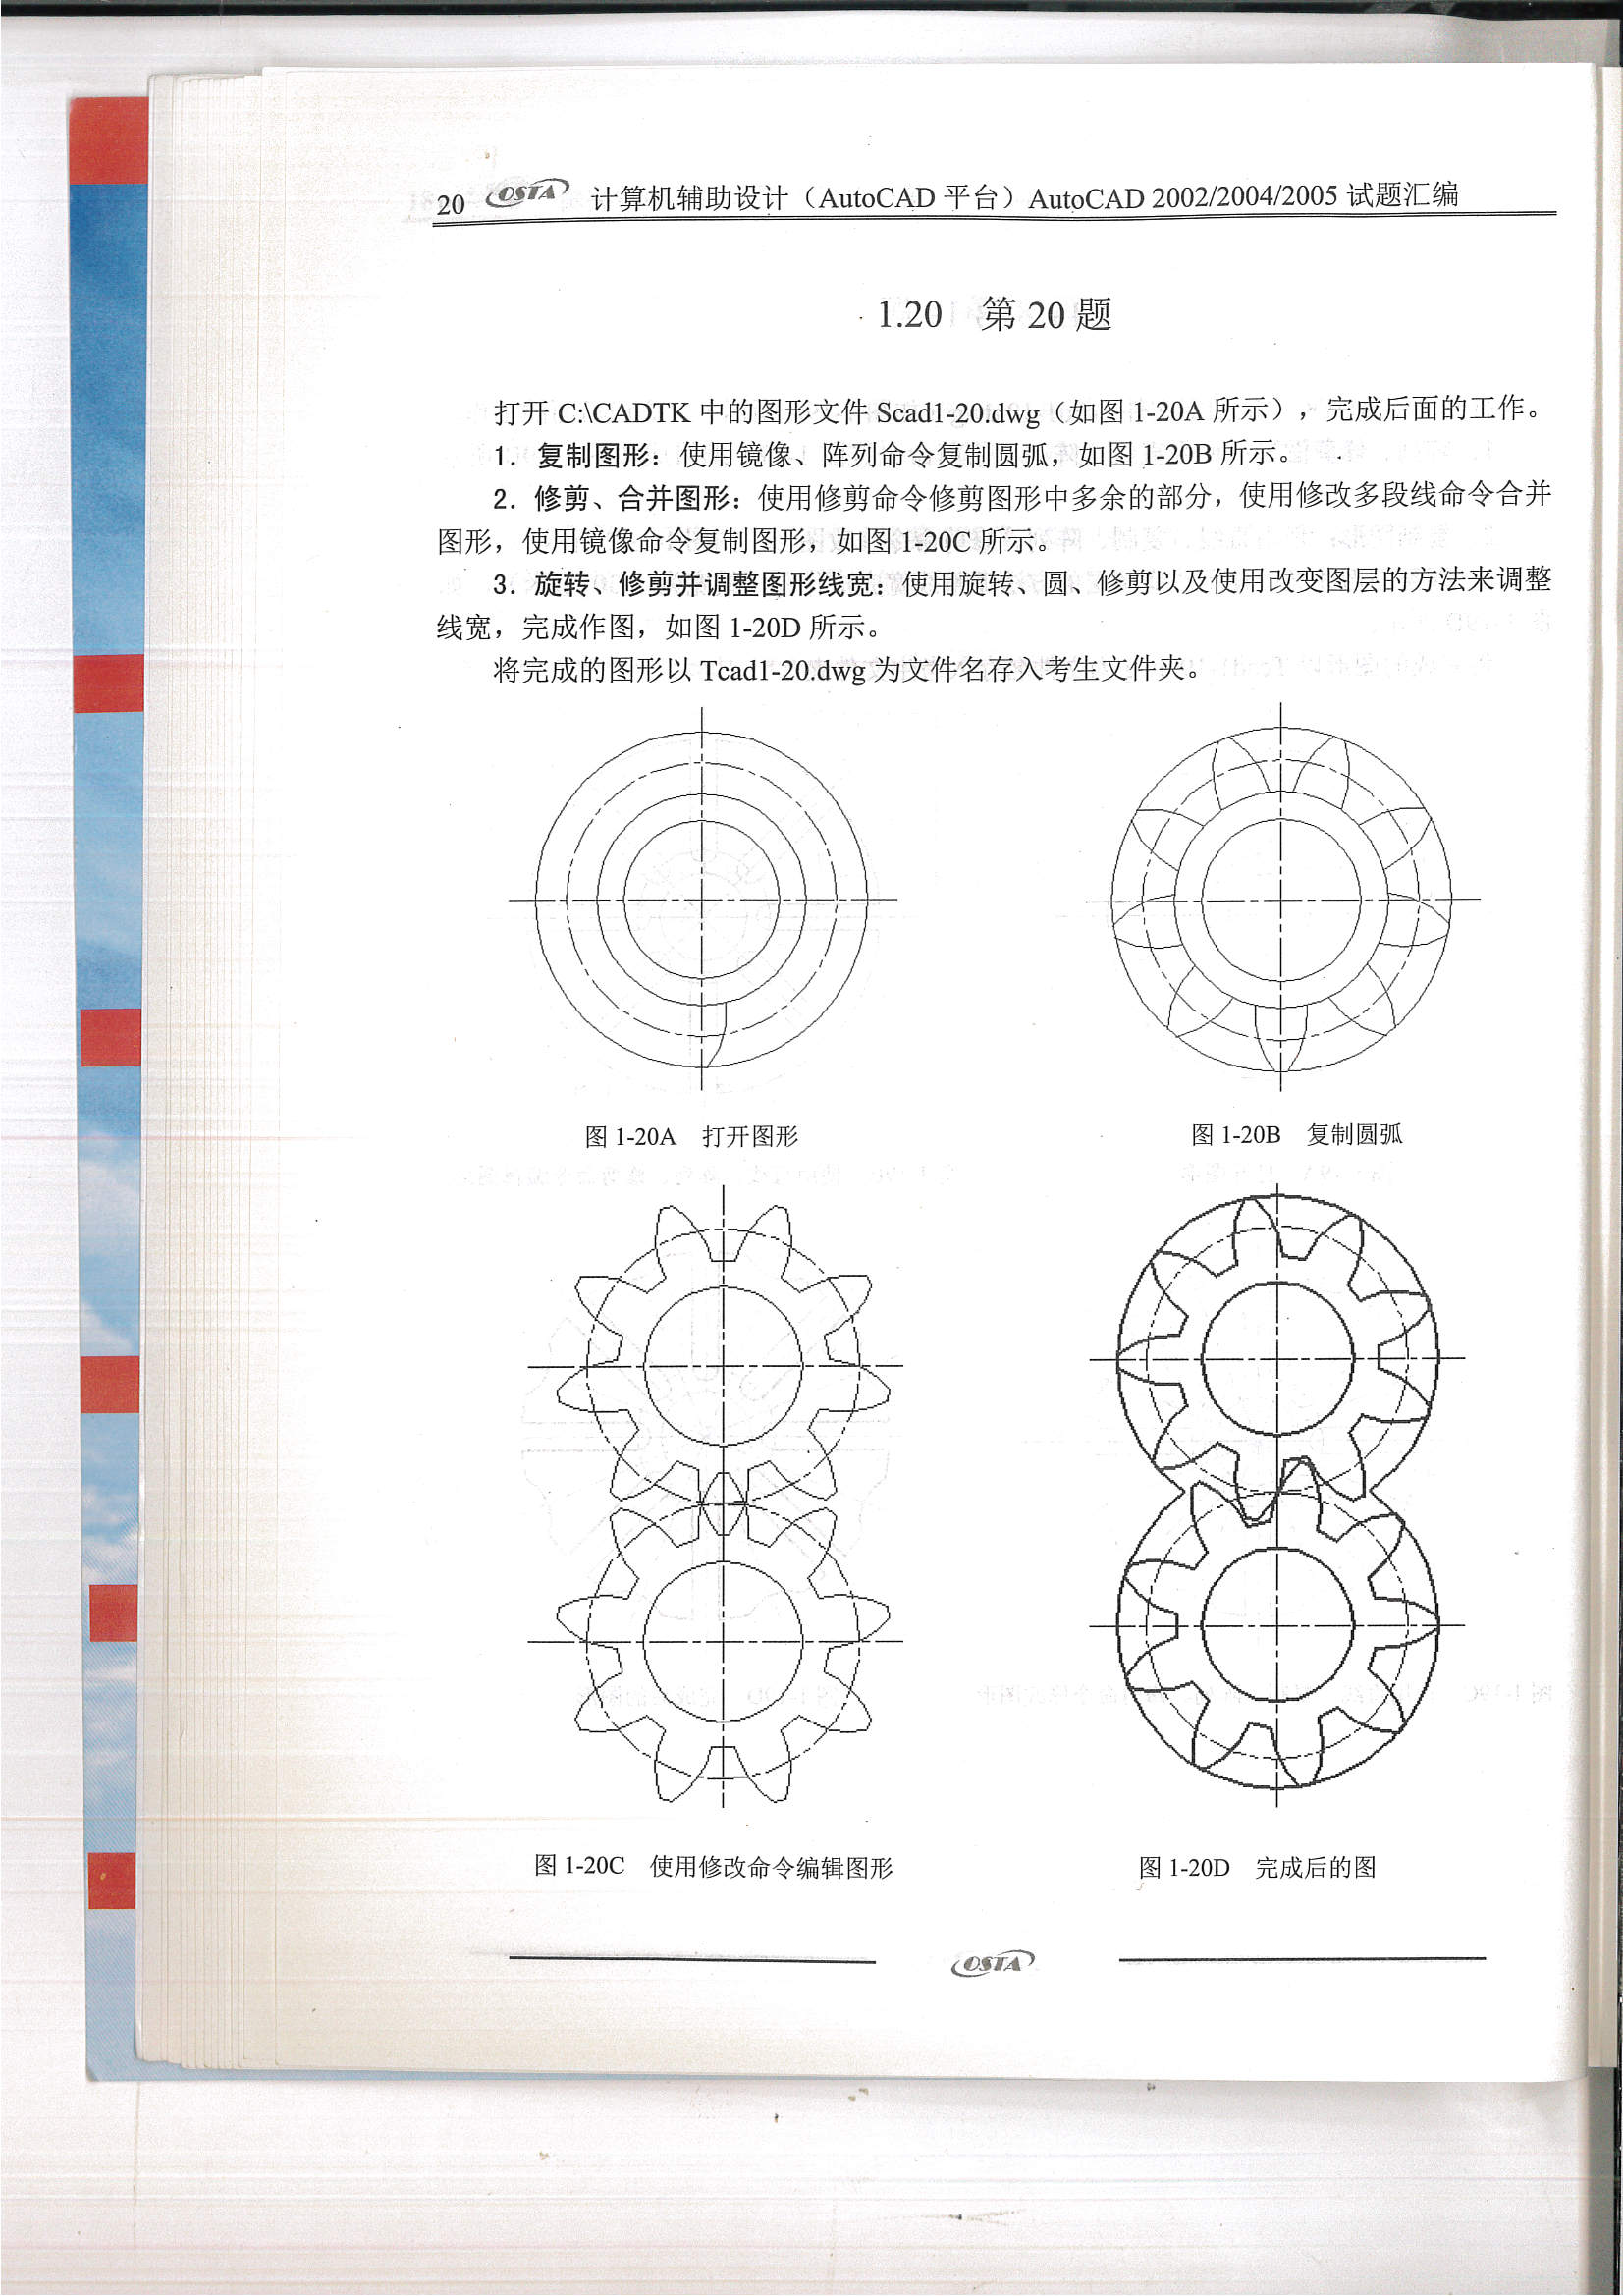 20 OSTA 计算机辅助设计（AutoCAD 平台）AutoCAD 2002/2004/2005 试题汇编
1.20 第 20 题
打开 C:\CADTK 中的图形文件 Scad1-20.dwg（如图 1-20A 所示），完成后面的工作。
1．复制图形：使用镜像、阵列命令复制圆弧，如图 1-20B 所示。
2．修剪、合并图形：使用修剪命令修剪图形中多余的部分，使用修改多段线命令合并
图形，使用镜像命令复制图形，如图 1-20C 所示。
3．旋转、修剪并调整图形线宽：使用旋转、圆、修剪以及使用改变图层的方法来调整
线宽，完成作图，如图 1-20D 所示。
将完成的图形以 Tcad1-20.dwg 为文件名存入考生文件夹。
图 1-20A 打开图形
图 1-20B 复制圆弧
图 1-20C 使用修改命令编辑图形
图 1-20D 完成后的图
OSTA